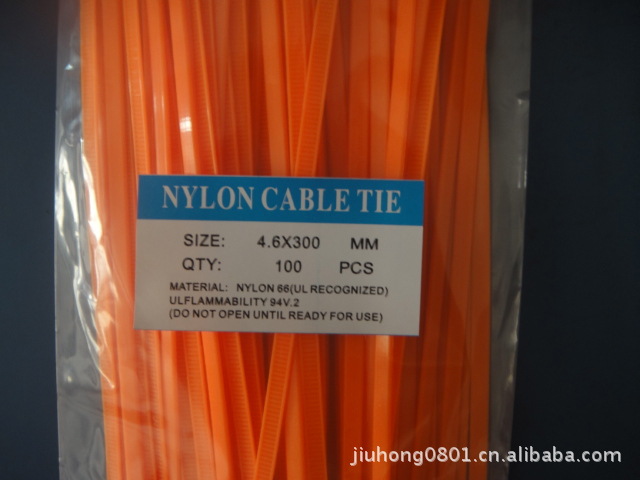 NYLON CABLE TIE
SIZE: 4.6X300 MM
QTY: 100 PCS
MATERIAL: NYLON 66(UL RECOGNIZED)
ULFLAMMABILITY 94V.2
(DO NOT OPEN UNTIL READY FOR USE)
jiuhong0801.cn.alibaba.com